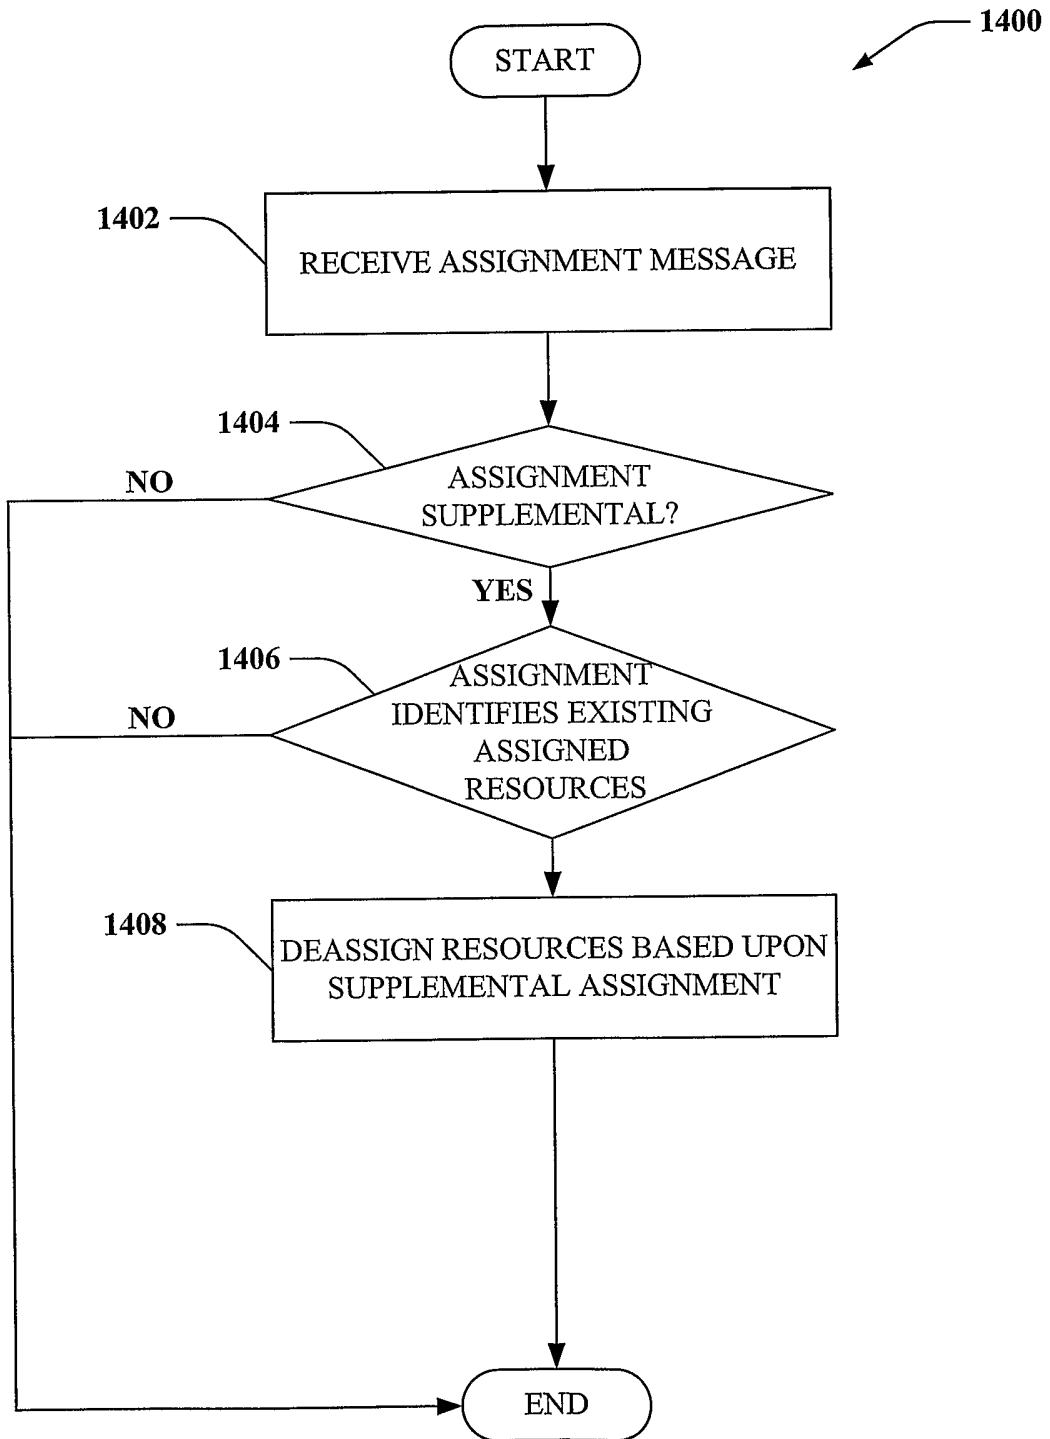 1400
START
1402
RECEIVE ASSIGNMENT MESSAGE
1404
NO
ASSIGNMENT
SUPPLEMENTAL?
YES
1406
NO
ASSIGNMENT
IDENTIFIES EXISTING
ASSIGNED
RESOURCES
1408
DEASSIGN RESOURCES BASED UPON
SUPPLEMENTAL ASSIGNMENT
END